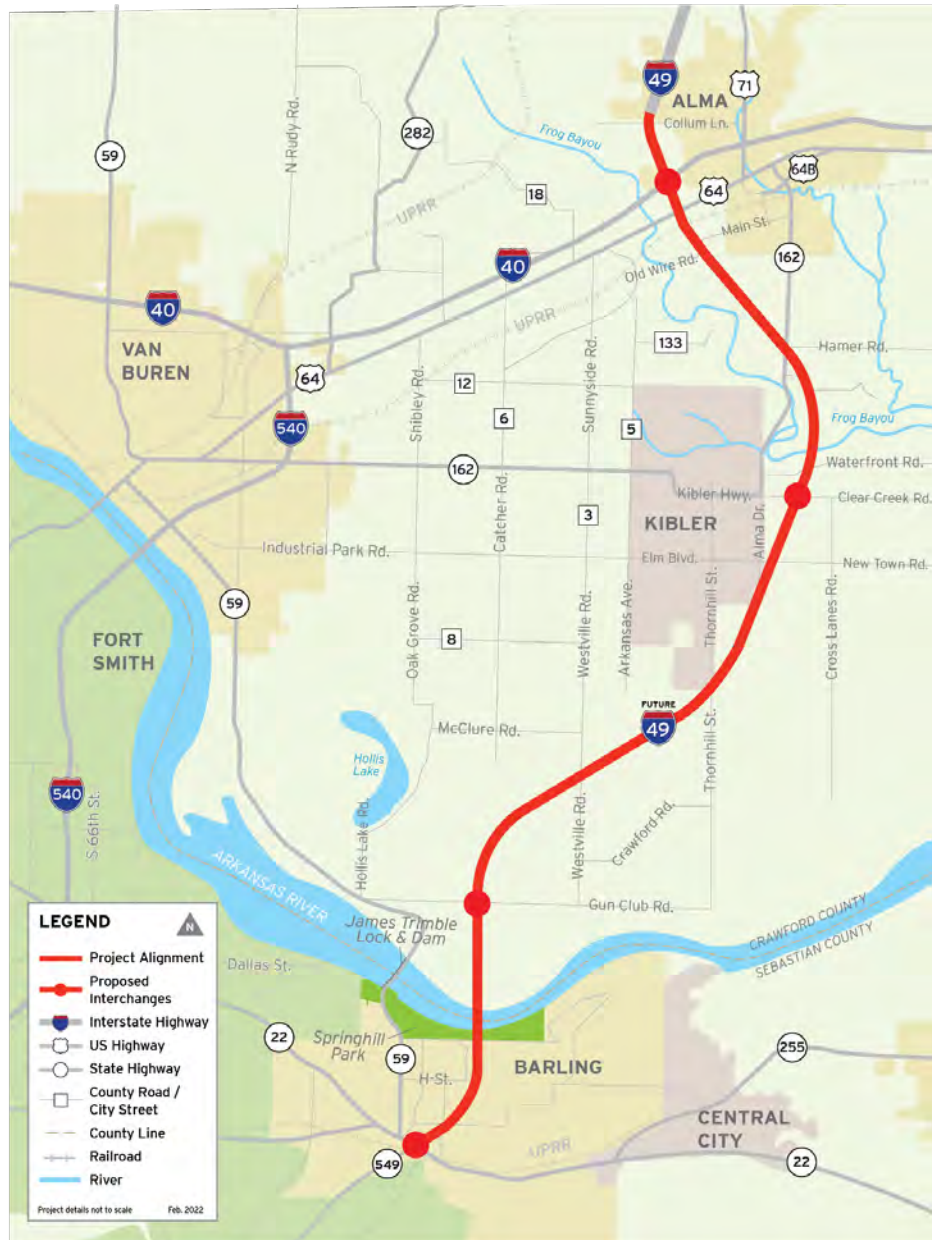 49
71
ALMA
Collum Ln.
59
N Rudy Rd.
282
Frog Bayou
64B
18
64
UPRR
Main St.
Old Wire Rd.
40
162
40
UPRR
133
Hamer Rd.
VAN
BUREN
64
12
Shibley Rd.
Sunnyside Rd.
6
5
540
Frog Bayou
162
Waterfront Rd.
Catcher Rd.
Kibler Hwy.
Clear Creek Rd.
3
KIBLER
Alma Dr.
Industrial Park Rd.
Elm Blvd.
New Town Rd.
59
Oak Grove Rd.
Westville Rd.
Arkansas Ave.
Thornhill St.
Cross Lanes Rd.
FORT
SMITH
8
FUTURE
49
McClure Rd.
Thornhill St.
Hollis
Lake
540
S 66th St.
Hollis Lake Rd.
Westville Rd.
Crawford Rd.
ARKANSAS RIVER
Gun Club Rd.
James Trimble
Lock & Dam
CRAWFORD COUNTY
SEBASTIAN COUNTY
Dallas St.
22
Springhill
Park
59
H-St.
BARLING
255
CENTRAL
CITY
UPRR
549
22
LEGEND
N
Project Alignment
Proposed
Interchanges
Interstate Highway
US Highway
State Highway
County Road /
City Street
County Line
Railroad
River
Project details not to scale Feb. 2022